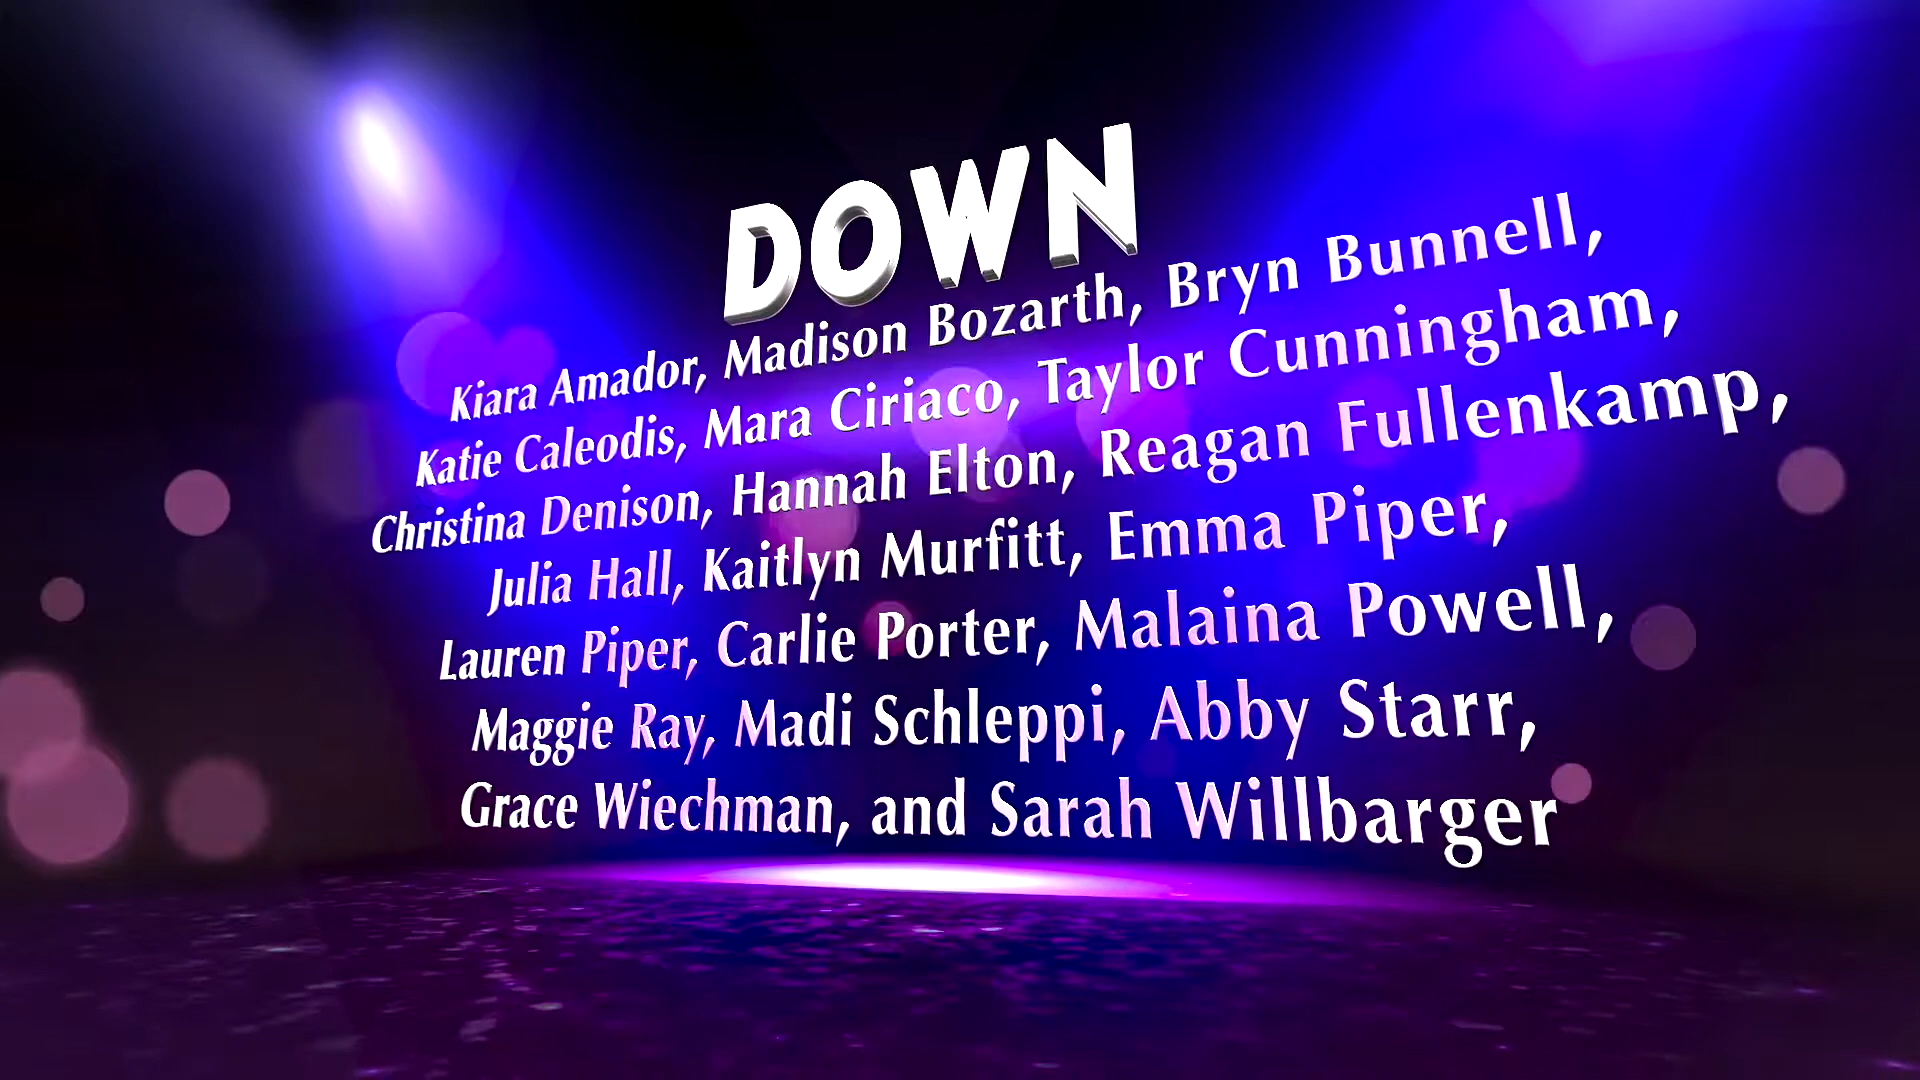 DOWN
Kiara Amador, Madison Bozarth, Bryn Bunnell,
Katie Caleodis, Mara Ciriaco, Taylor Cunningham,
Christina Denison, Hannah Elton, Reagan Fullenkamp,
Julia Hall, Kaitlyn Murfitt, Emma Piper,
Lauren Piper, Carlie Porter, Malaina Powell,
Maggie Ray, Madi Schleppi, Abby Starr,
Grace Wiechman, and Sarah Willbarger